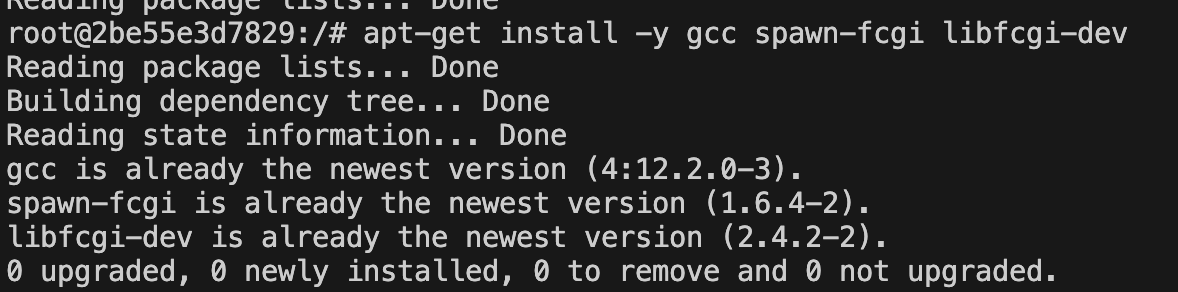 Reading package lists... Done
root@2be55e3d7829:/# apt-get install -y gcc spawn-fcgi libfcgi-dev
Reading package lists... Done
Building dependency tree... Done
Reading state information... Done
gcc is already the newest version (4:12.2.0-3).
spawn-fcgi is already the newest version (1.6.4-2).
libfcgi-dev is already the newest version (2.4.2-2).
0 upgraded, 0 newly installed, 0 to remove and 0 not upgraded.